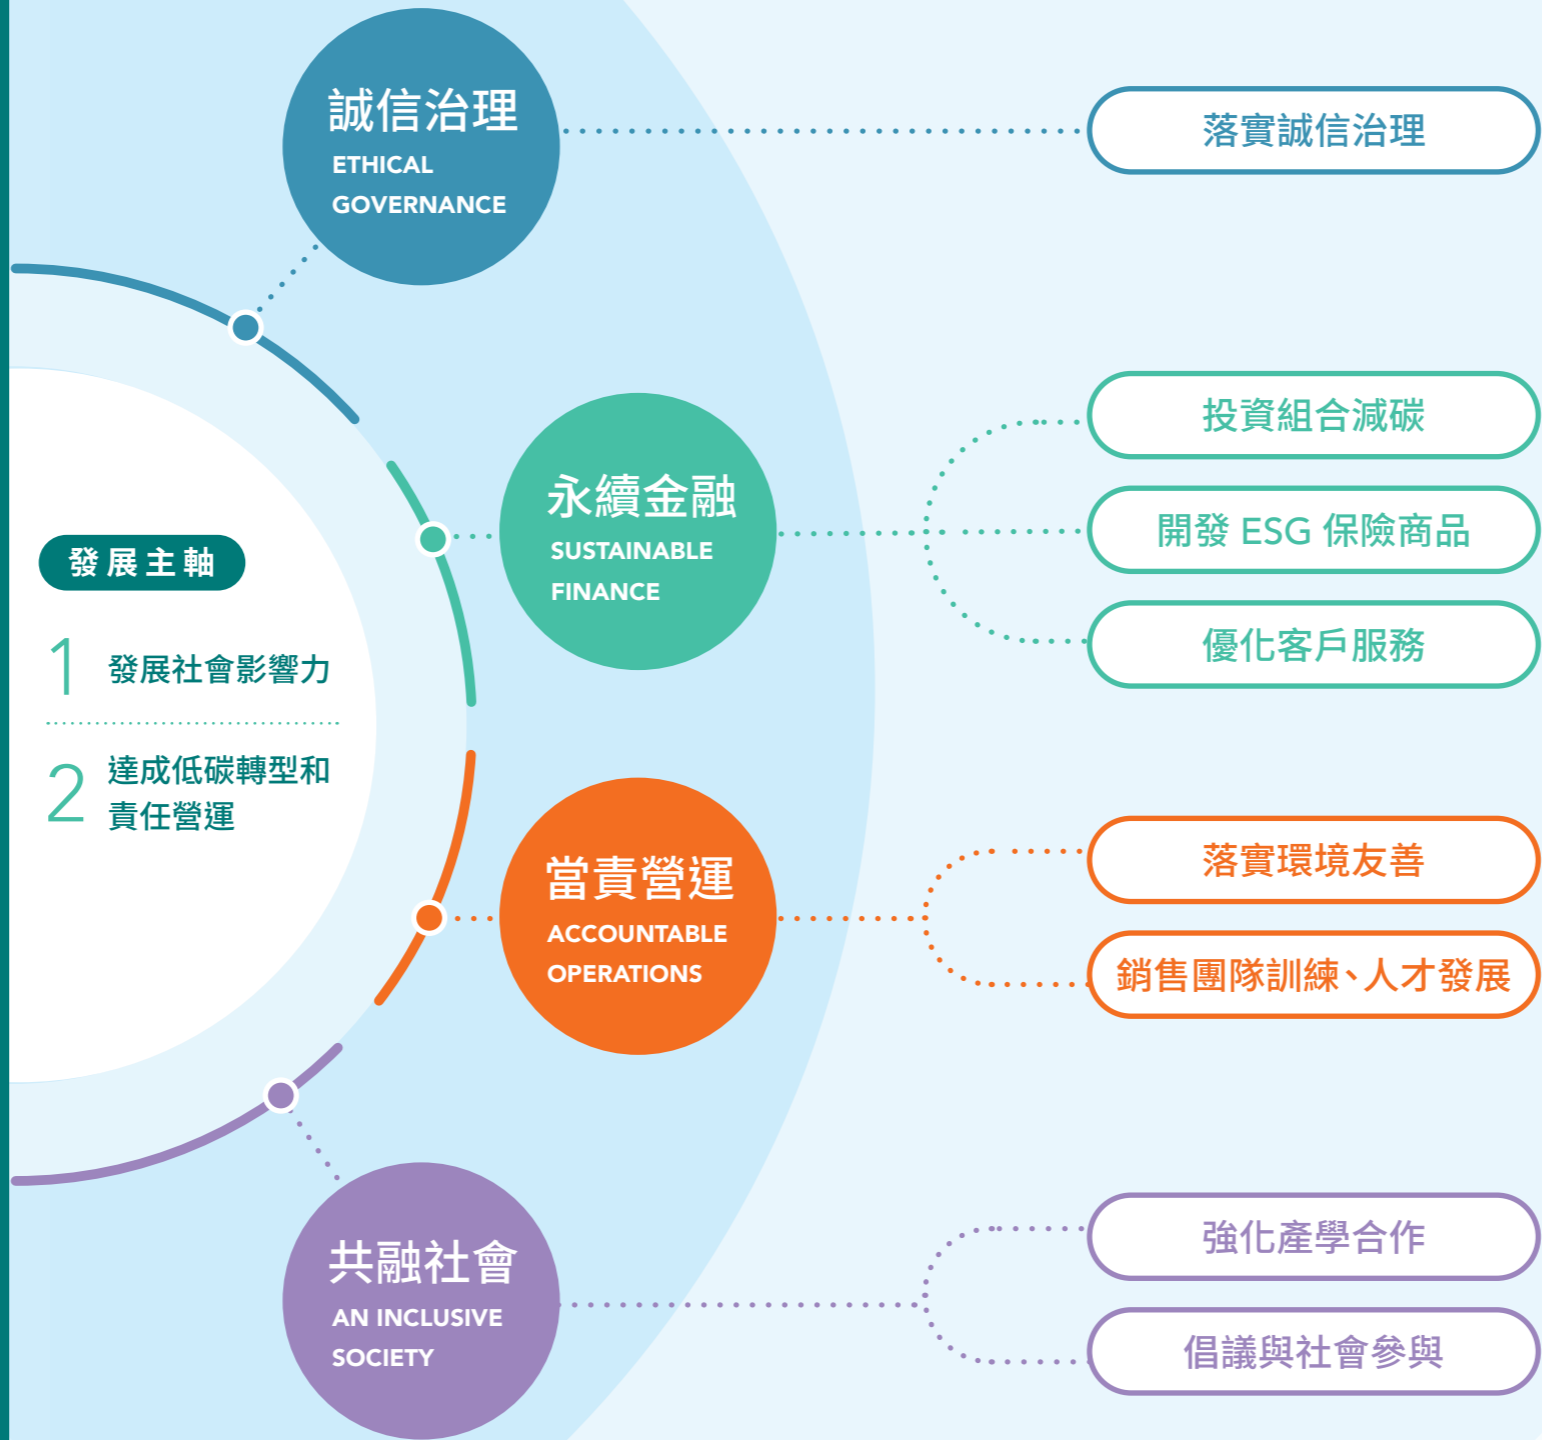 發展主軸
1 發展社會影響力
2 達成低碳轉型和
責任營運
誠信治理
ETHICAL
GOVERNANCE
落實誠信治理
永續金融
SUSTAINABLE
FINANCE
投資組合減碳
開發 ESG 保險商品
優化客戶服務
當責營運
ACCOUNTABLE
OPERATIONS
落實環境友善
銷售團隊訓練、人才發展
共融社會
AN INCLUSIVE
SOCIETY
強化產學合作
倡議與社會參與